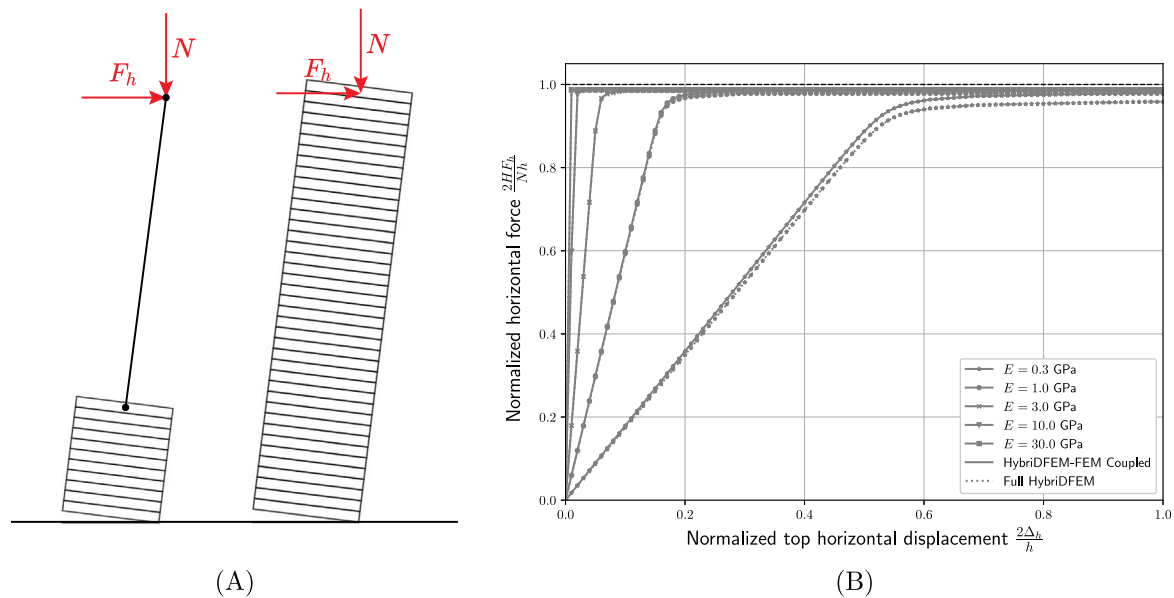 N
N
F_h
F_h
(A)
Normalized horizontal force 2HF_h/Nh
1.0
0.8
0.6
0.4
0.2
0.0
E = 0.3 GPa
E = 1.0 GPa
E = 3.0 GPa
E = 10.0 GPa
E = 30.0 GPa
HybriDFEM-FEM Coupled
Full HybriDFEM
0.0 0.2 0.4 0.6 0.8 1.0
Normalized top horizontal displacement 2Δ_h/h
(B)